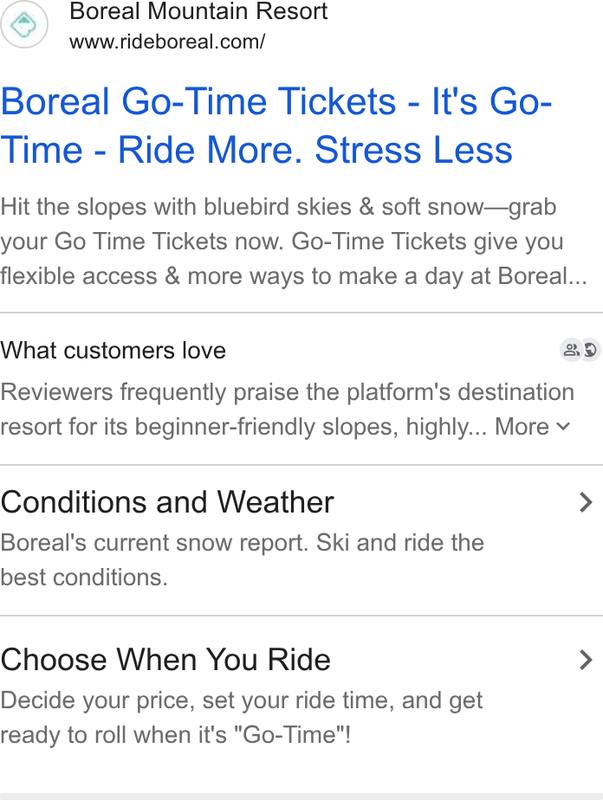 Boreal Mountain Resort
www.rideboreal.com/
Boreal Go-Time Tickets - It's Go-
Time - Ride More. Stress Less
Hit the slopes with bluebird skies & soft snow—grab
your Go Time Tickets now. Go-Time Tickets give you
flexible access & more ways to make a day at Boreal...
What customers love
Reviewers frequently praise the platform's destination
resort for its beginner-friendly slopes, highly... More
Conditions and Weather
Boreal's current snow report. Ski and ride the
best conditions.
Choose When You Ride
Decide your price, set your ride time, and get
ready to roll when it's "Go-Time"!